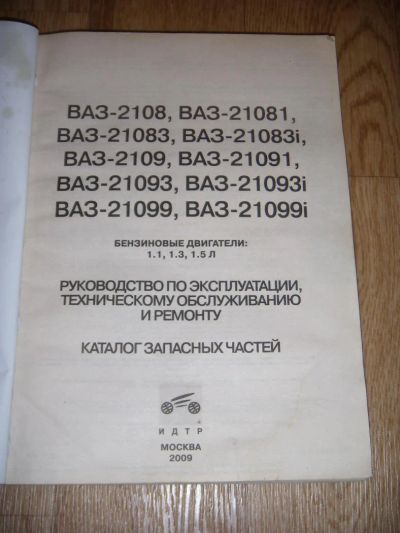 ВАЗ-2108, ВАЗ-21081,
ВАЗ-21083, ВАЗ-21083i,
ВАЗ-2109, ВАЗ-21091,
ВАЗ-21093, ВАЗ-21093i
ВАЗ-21099, ВАЗ-21099i
БЕНЗИНОВЫЕ ДВИГАТЕЛИ:
1.1, 1.3, 1.5 Л
РУКОВОДСТВО ПО ЭКСПЛУАТАЦИИ,
ТЕХНИЧЕСКОМУ ОБСЛУЖИВАНИЮ
И РЕМОНТУ
КАТАЛОГ ЗАПАСНЫХ ЧАСТЕЙ
И Д Т Р
МОСКВА
2009